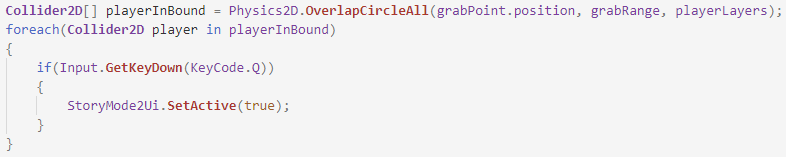 Collider2D[] playerInBound = Physics2D.OverlapCircleAll(grabPoint.position, grabRange, playerLayers);
foreach(Collider2D player in playerInBound)
{
    if(Input.GetKeyDown(KeyCode.Q))
    {
        StoryMode2Ui.SetActive(true);
    }
}